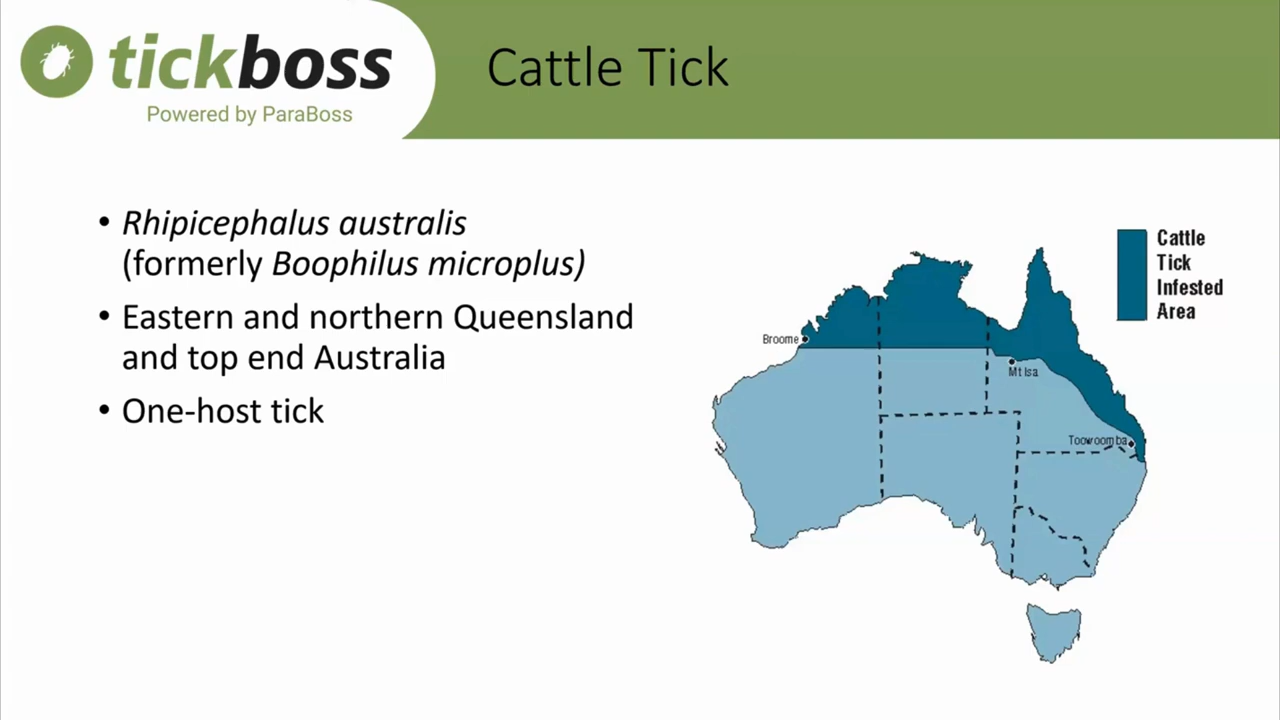 tickboss
Powered by ParaBoss
Cattle Tick
• Rhipicephalus australis
(formerly Boophilus microplus)
• Eastern and northern Queensland
and top end Australia
• One-host tick
Cattle
Tick
Infested
Area
Broome
Mt Isa
Toowoomba